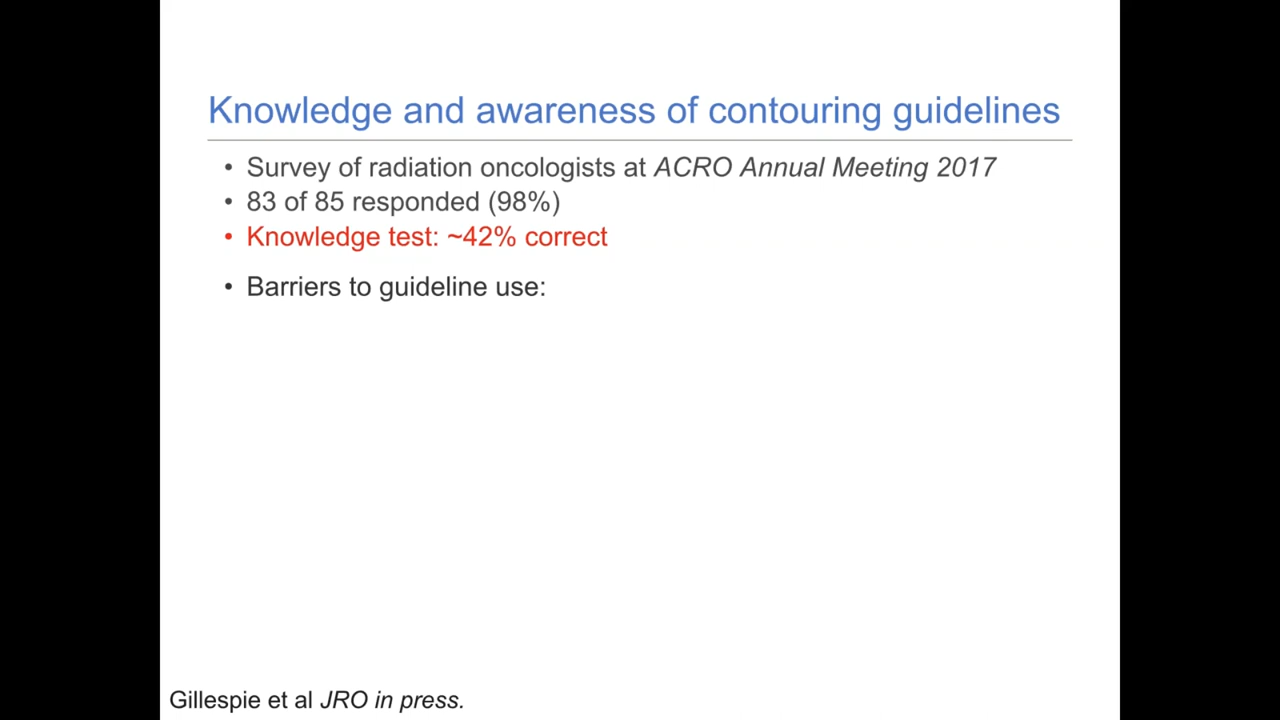 Knowledge and awareness of contouring guidelines
• Survey of radiation oncologists at ACRO Annual Meeting 2017
• 83 of 85 responded (98%)
• Knowledge test: ~42% correct
• Barriers to guideline use:
Gillespie et al JRO in press.